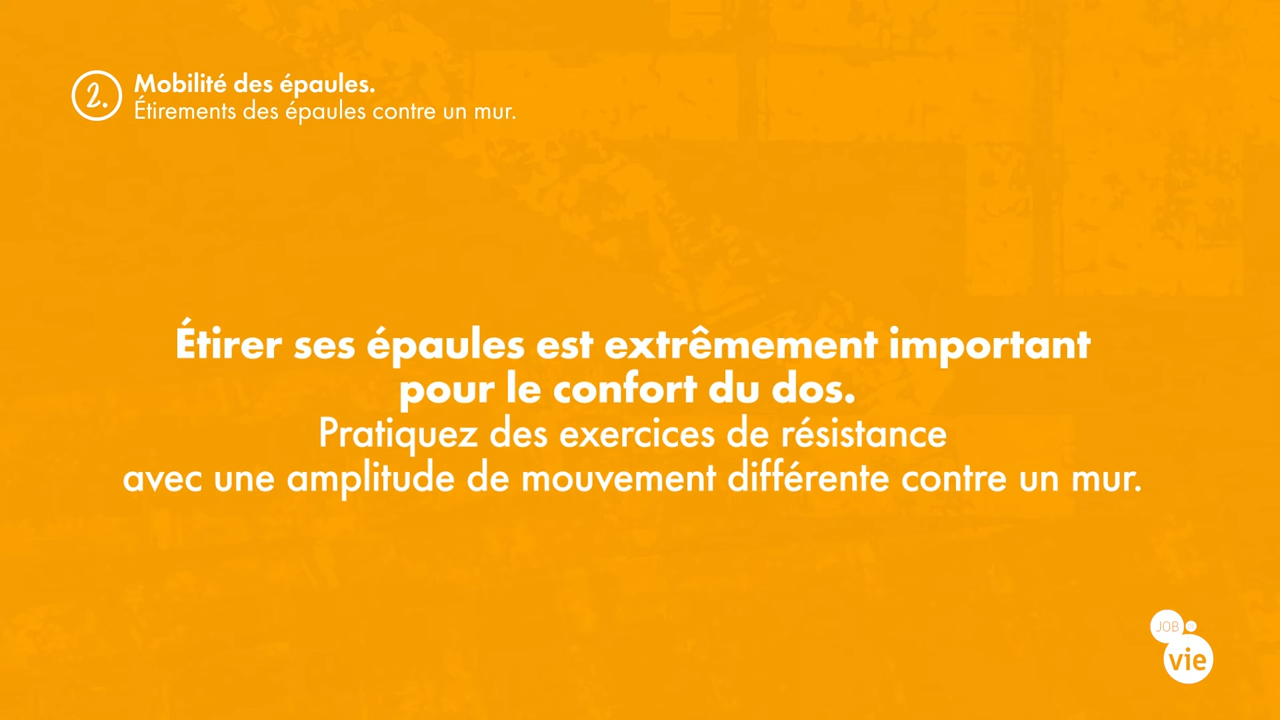 2.
Mobilité des épaules.
Étirements des épaules contre un mur.
Étirer ses épaules est extrêmement important
pour le confort du dos.
Pratiquez des exercices de résistance
avec une amplitude de mouvement différente contre un mur.
JOB
vie